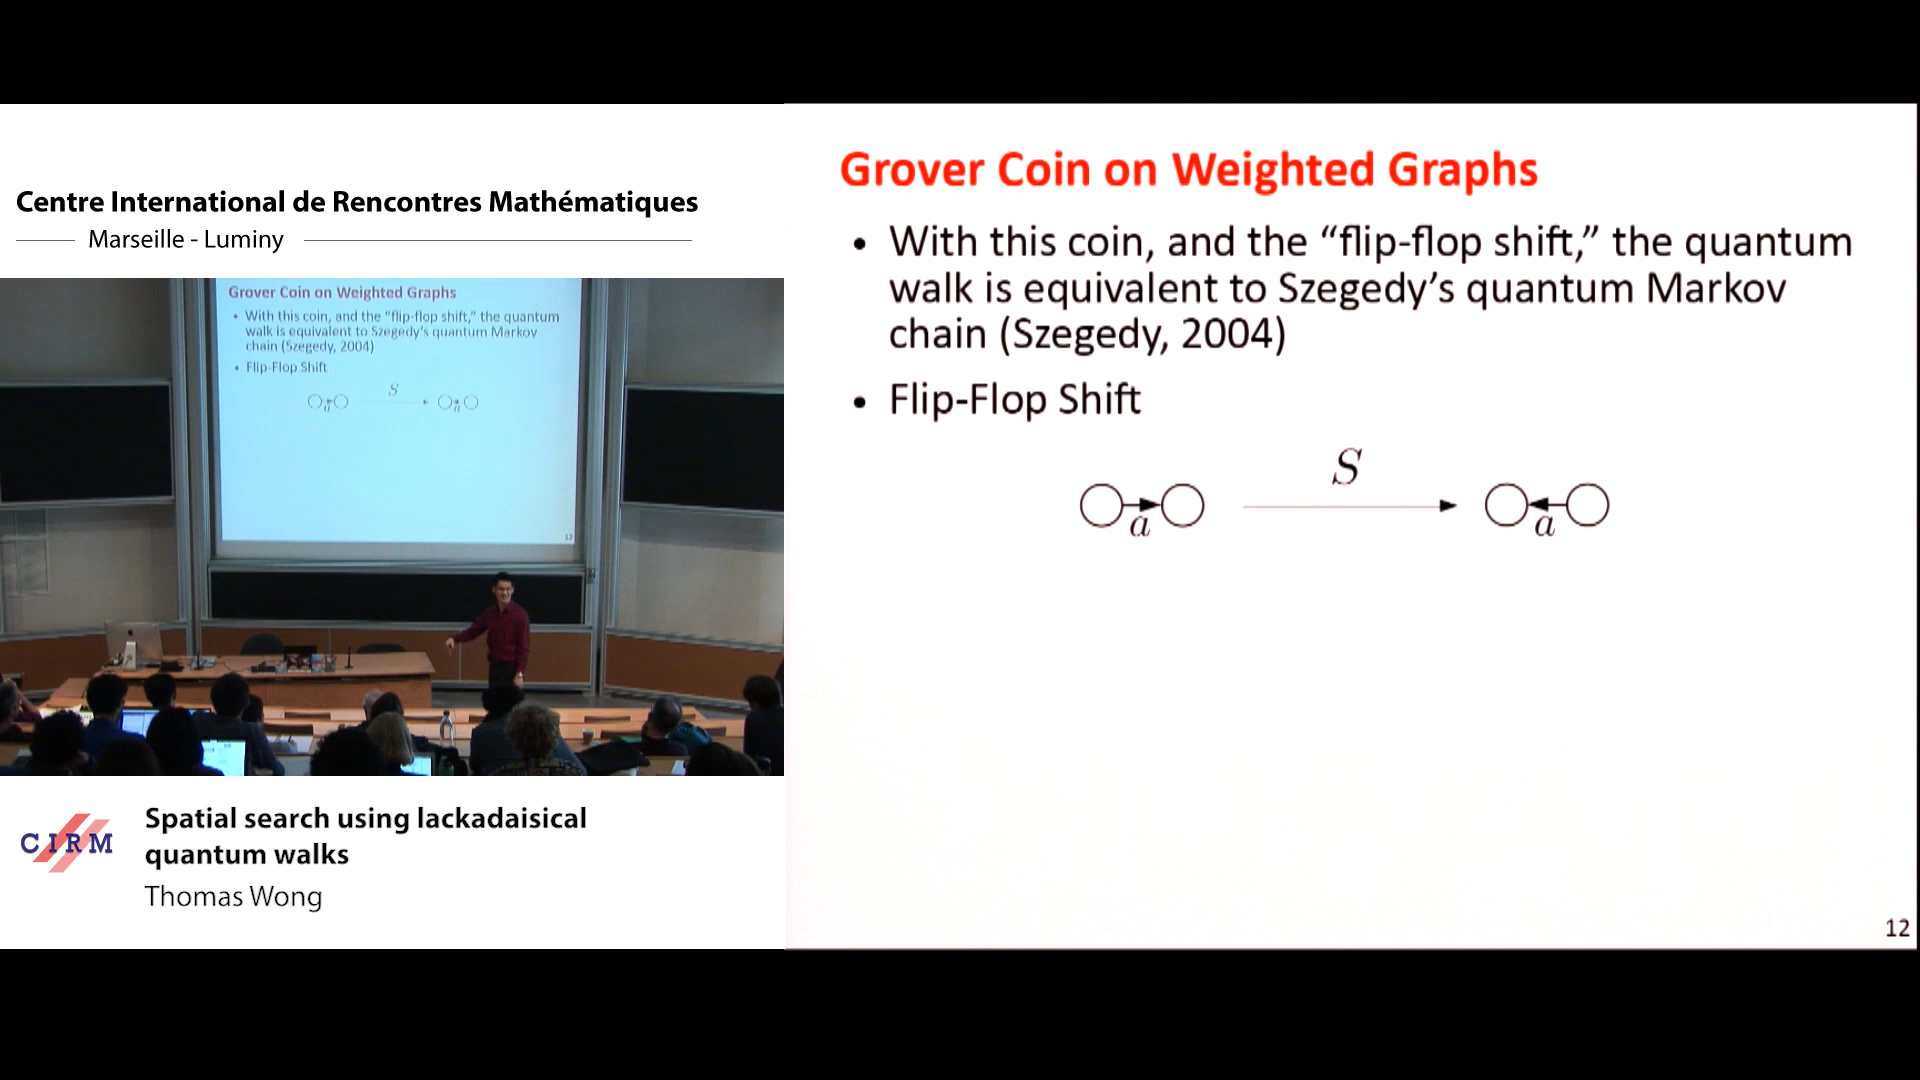 Centre International de Rencontres Mathématiques
Marseille - Luminy
Grover Coin on Weighted Graphs
• With this coin, and the “flip-flop shift,” the quantum
walk is equivalent to Szegedy’s quantum Markov
chain (Szegedy, 2004)
• Flip-Flop Shift
S
a
a
12
CIRM
Spatial search using lackadaisical
quantum walks
Thomas Wong
Grover Coin on Weighted Graphs
• With this coin, and the “flip-flop shift,” the quantum
walk is equivalent to Szegedy’s quantum Markov
chain (Szegedy, 2004)
• Flip-Flop Shift
S
a
a
12